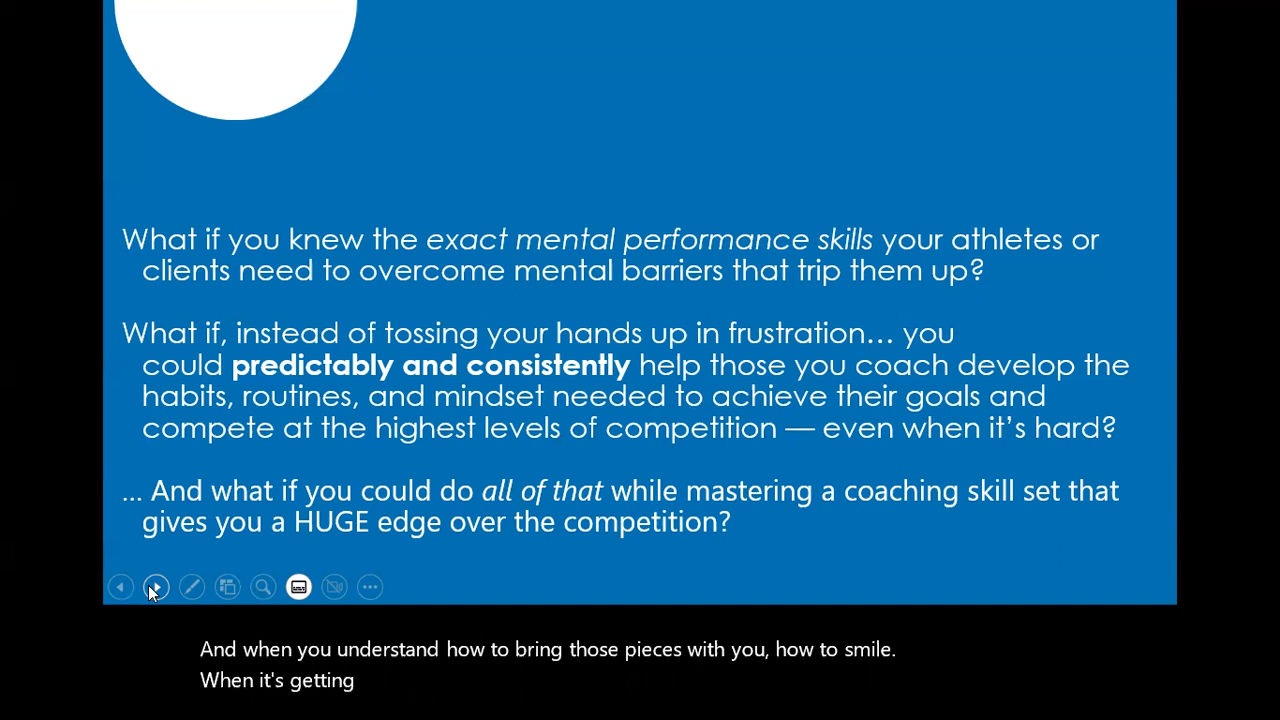 What if you knew the exact mental performance skills your athletes or
clients need to overcome mental barriers that trip them up?
What if, instead of tossing your hands up in frustration… you
could predictably and consistently help those you coach develop the
habits, routines, and mindset needed to achieve their goals and
compete at the highest levels of competition — even when it’s hard?
… And what if you could do all of that while mastering a coaching skill set that
gives you a HUGE edge over the competition?
And when you understand how to bring those pieces with you, how to smile.
When it's getting